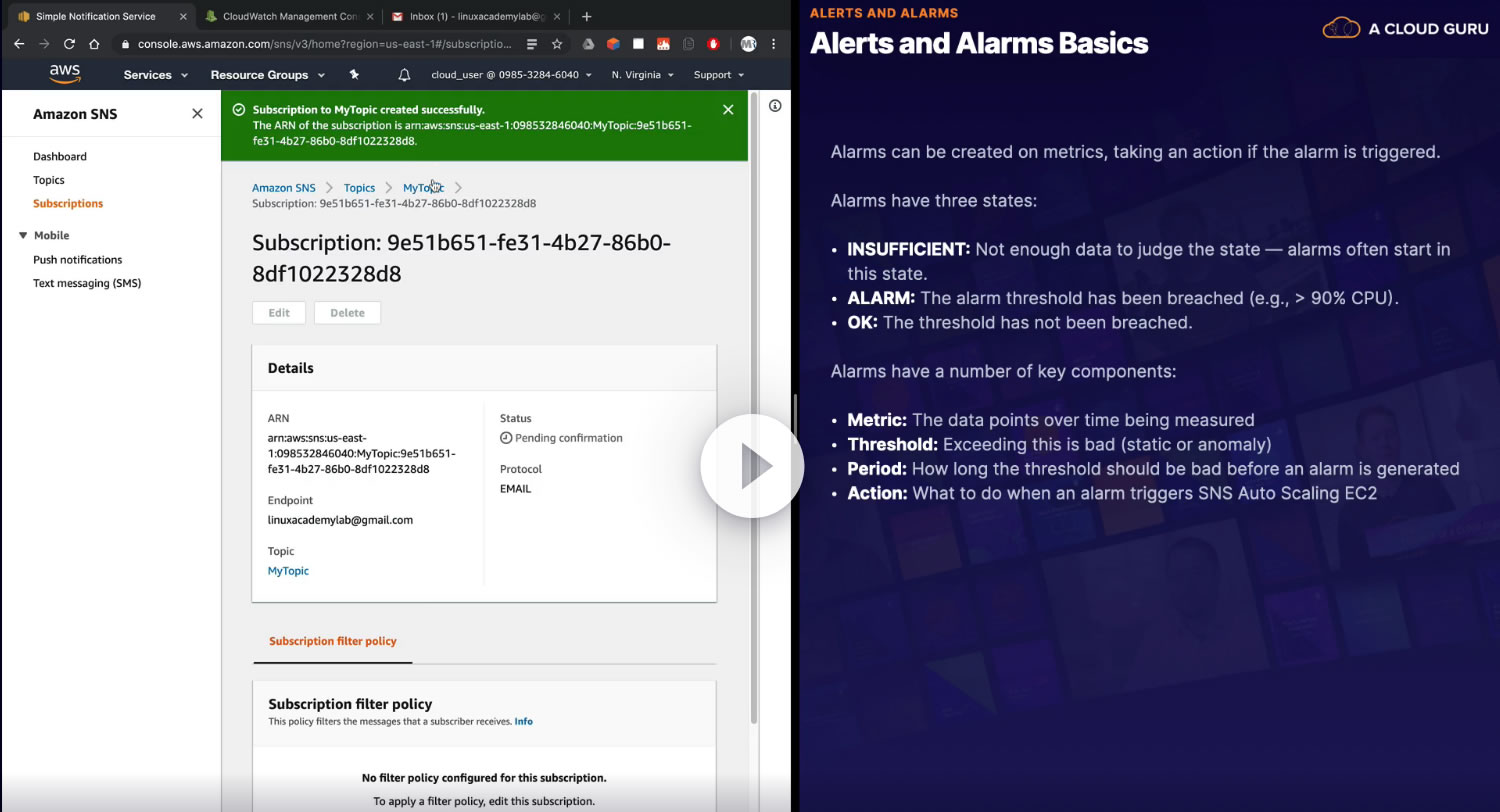 Simple Notification Service
CloudWatch Management Con
Inbox (1) - linuxacademylab@g
console.aws.amazon.com/sns/v3/home?region=us-east-1#/subscriptio...
aws
Services
Resource Groups
cloud_user @ 0985-3284-6040
N. Virginia
Support
Amazon SNS
Dashboard
Topics
Subscriptions
Mobile
Push notifications
Text messaging (SMS)
Subscription to MyTopic created successfully.
The ARN of the subscription is arn:aws:sns:us-east-1:098532846040:MyTopic:9e51b651-
fe31-4b27-86b0-8df1022328d8.
Amazon SNS
Topics
MyTopic
Subscription: 9e51b651-fe31-4b27-86b0-8df1022328d8
Subscription: 9e51b651-fe31-4b27-86b0-
8df1022328d8
Edit
Delete
Details
ARN
arn:aws:sns:us-east-
1:098532846040:MyTopic:9e51b651-
fe31-4b27-86b0-8df1022328d8
Endpoint
linuxacademylab@gmail.com
Topic
MyTopic
Status
Pending confirmation
Protocol
EMAIL
Subscription filter policy
Subscription filter policy
This policy filters the messages that a subscriber receives. Info
No filter policy configured for this subscription.
To apply a filter policy, edit this subscription.
ALERTS AND ALARMS
Alerts and Alarms Basics
A CLOUD GURU
Alarms can be created on metrics, taking an action if the alarm is triggered.
Alarms have three states:
• INSUFFICIENT: Not enough data to judge the state — alarms often start in
this state.
• ALARM: The alarm threshold has been breached (e.g., > 90% CPU).
• OK: The threshold has not been breached.
Alarms have a number of key components:
• Metric: The data points over time being measured
• Threshold: Exceeding this is bad (static or anomaly)
• Period: How long the threshold should be bad before an alarm is generated
• Action: What to do when an alarm triggers SNS Auto Scaling EC2